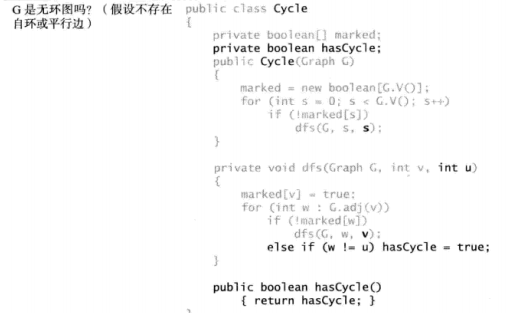 G 是无环图吗？（假设不存在
自环或平行边）
public class Cycle
{
private boolean[] marked;
private boolean hasCycle;
public Cycle(Graph G)
{
marked = new boolean[G.V()];
for (int s = 0; s < G.V(); s++)
if (!marked[s])
dfs(G, s, s);
}
private void dfs(Graph G, int v, int u)
{
marked[v] = true;
for (int w : G.adj(v))
if (!marked[w])
dfs(G, w, v);
else if (w != u) hasCycle = true;
}
public boolean hasCycle()
{ return hasCycle; }
}